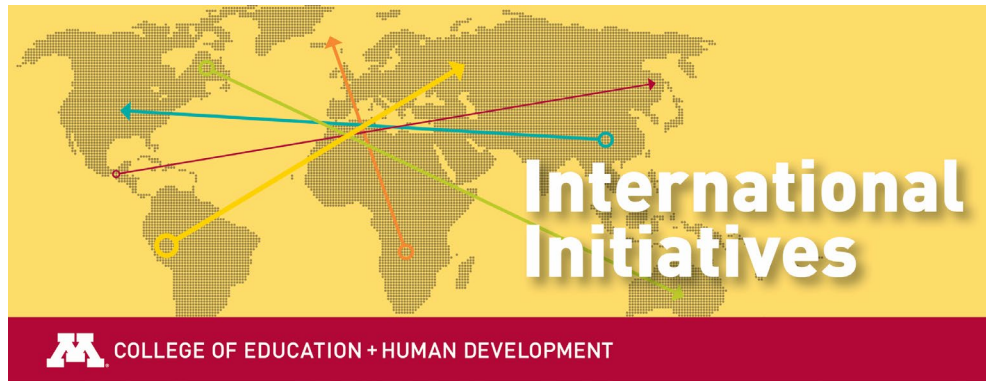 International
Initiatives
M
COLLEGE OF EDUCATION + HUMAN DEVELOPMENT